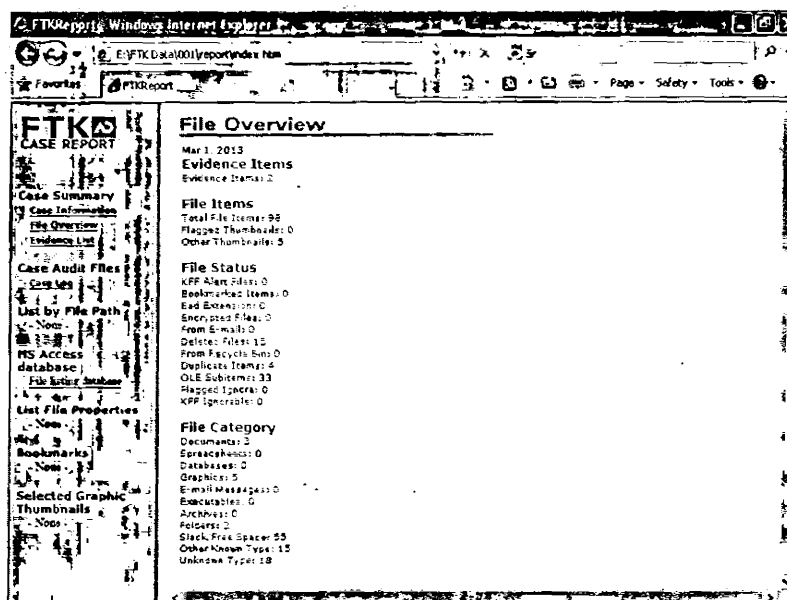 FTKReport - Windows Internet Explorer
E:\FTK Data\001\report\index.htm
Favorites
FTKReport
Page
Safety
Tools
FTK
CASE REPORT
Case Summary
Case Information
File Overview
Evidence List
Case Audit Files
Case Log
List by File Path
- None -
MS Access
database
File listing database
List File Properties
- None -
Bookmarks
- None -
Selected Graphic
Thumbnails
- None -
File Overview
Mar 1, 2013
Evidence Items
Evidence Items: 2
File Items
Total File Items: 98
Flagged Thumbnails: 0
Other Thumbnails: 5
File Status
KFF Alert Files: 0
Bookmarked Items: 0
Bad Extension: 0
Encrypted Files: 0
From E-mail: 0
Deleted Files: 15
From Recycle Bin: 0
Duplicate Items: 4
OLE Subitems: 33
Flagged Ignore: 0
KFF Ignorable: 0
File Category
Documents: 3
Spreadsheets: 0
Databases: 0
Graphics: 5
E-mail Messages: 0
Executables: 0
Archives: 0
Folders: 2
Slack/Free Space: 55
Other Known Type: 15
Unknown Type: 18